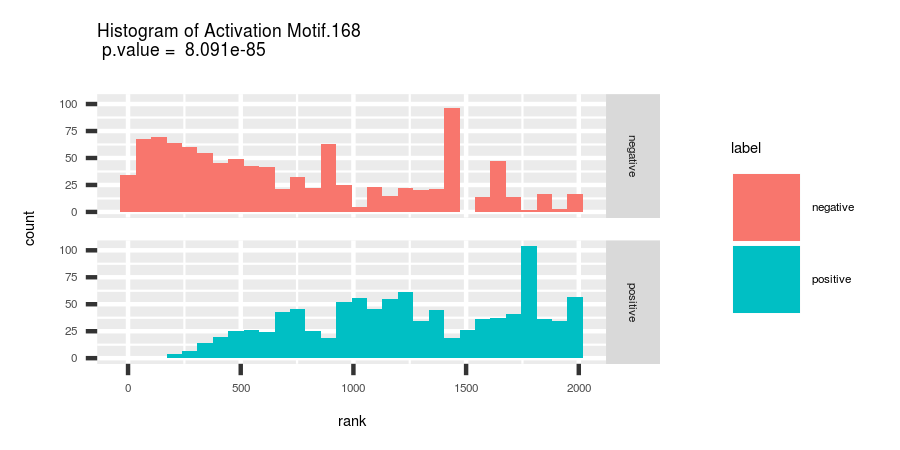 Histogram of Activation Motif.168
p.value = 8.091e-85
count
100
75
50
25
0
negative
100
75
50
25
0
positive
0 500 1000 1500 2000
rank
label
negative
positive